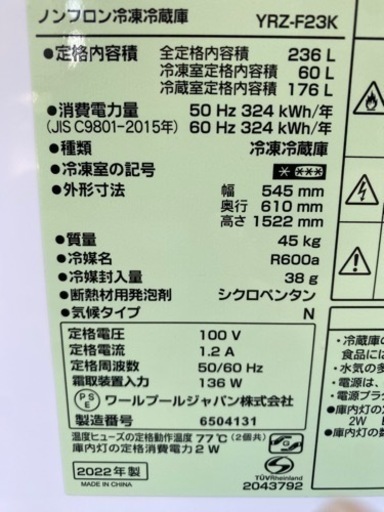 ノンフロン冷凍冷蔵庫 YRZ-F23K
●定格内容積 全定格内容積 236 L
冷凍室定格内容積 60 L
冷蔵室定格内容積 176 L
●消費電力量 50 Hz 324 kWh/年
(JIS C9801-2015年) 60 Hz 324 kWh/年
●種類 冷凍冷蔵庫
●冷凍室の記号
●外形寸法 幅 545 mm
奥行 610 mm
高さ 1522 mm
●質量 45 kg
●冷媒名 R600a
●冷媒封入量 38 g
●断熱材用発泡剤 シクロペンタン
●気候タイプ N
定格電圧 100 V
定格電流 1.2 A
定格周波数 50/60 Hz
霜取装置入力 136 W
PSE ワールプールジャパン株式会社
製造番号 6504131
温度ヒューズの定格動作温度 77℃(2個共)
庫内灯の定格消費電力 2 W
2022年製
MADE IN CHINA
TÜVRheinland
2043792
・冷蔵庫に
食品には
・水気の多
・電源は、
電源プラ
●庫内灯の
2W
庫内灯の